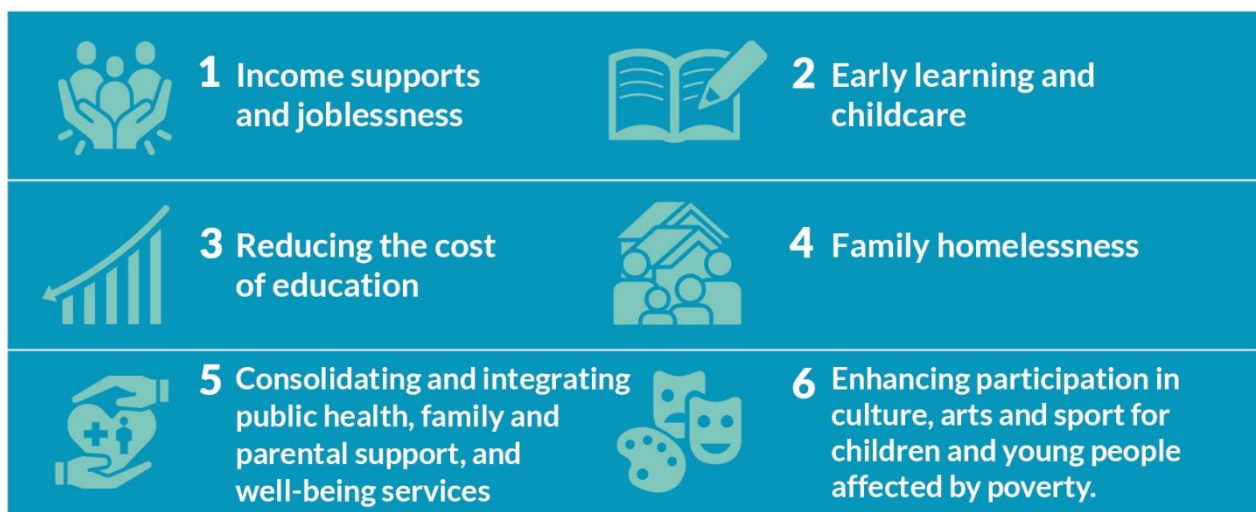 1 Income supports
and joblessness
2 Early learning and
childcare
3 Reducing the cost
of education
4 Family homelessness
5 Consolidating and integrating
public health, family and
parental support, and
well-being services
6 Enhancing participation in
culture, arts and sport for
children and young people
affected by poverty.